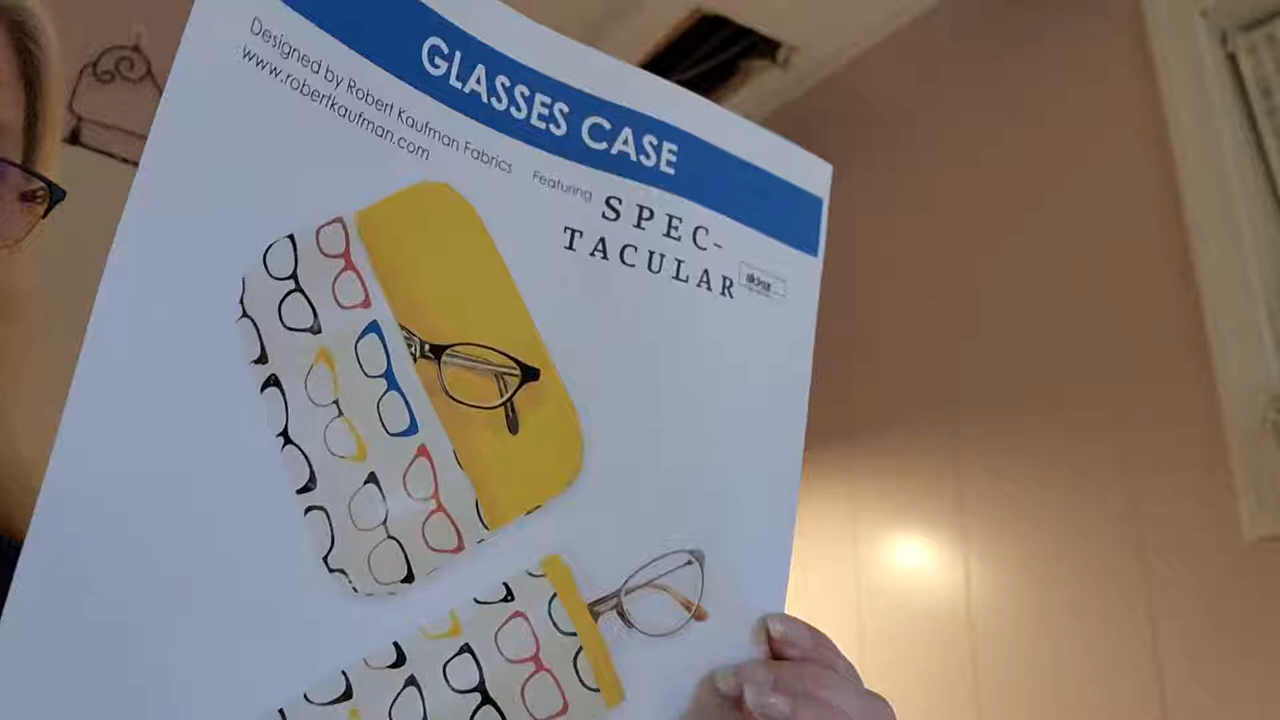 GLASSES CASE
Designed by Robert Kaufman Fabrics
www.robertkaufman.com
Featuring
SPEC-
TACULAR